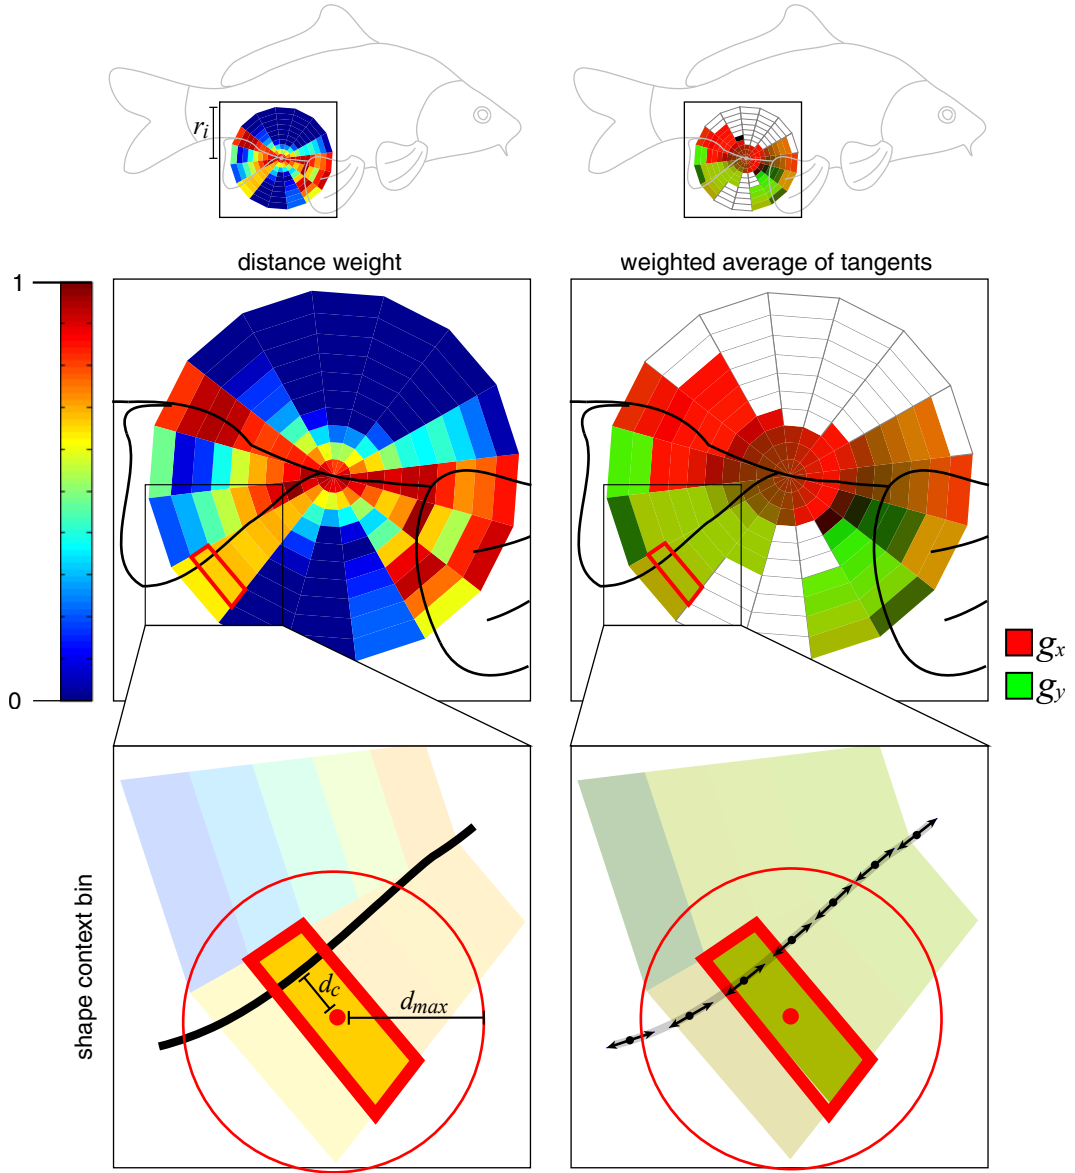 r_i
distance weight
weighted average of tangents
1
0
g_x
g_y
shape context bin
d_c
d_max